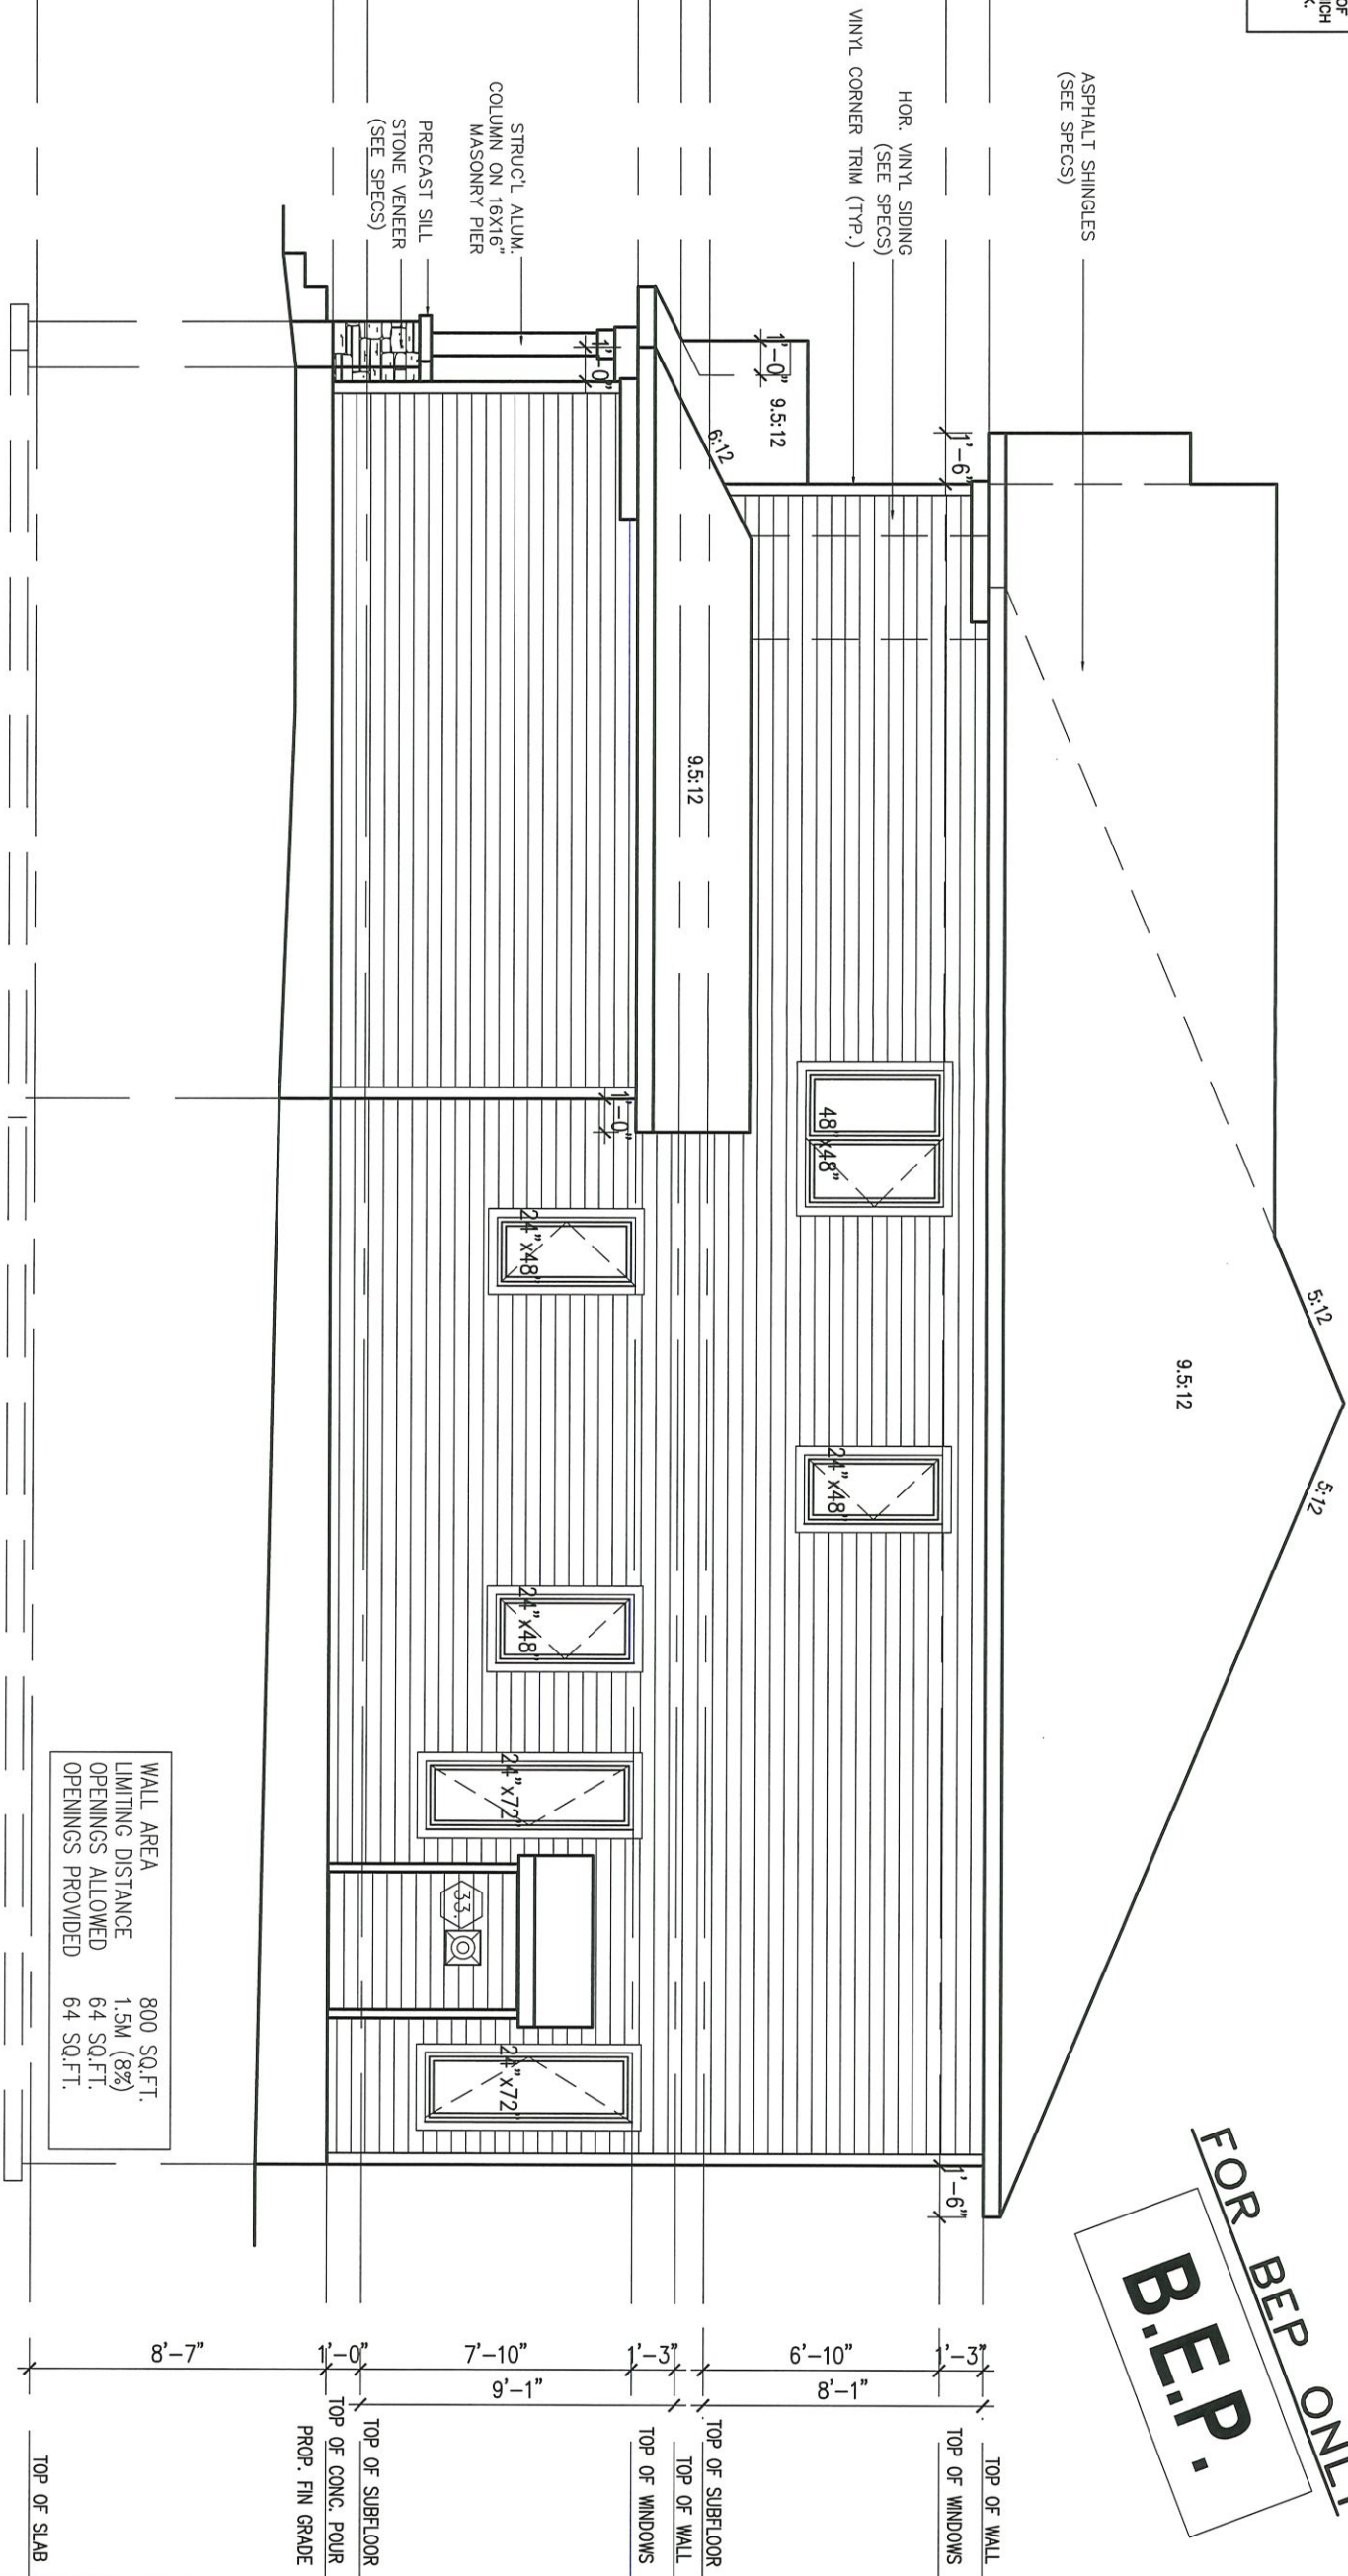 OF
ICH
K.
ASPHALT SHINGLES
(SEE SPECS)
HOR. VINYL SIDING
(SEE SPECS)
VINYL CORNER TRIM (TYP.)
STRUC'L ALUM.
COLUMN ON 16X16"
MASONRY PIER
PRECAST SILL
STONE VENEER
(SEE SPECS)
5:12
5:12
9.5:12
1'-6"
1'-0"
9.5:12
6:12
9.5:12
1'-0"
1'-0"
48"x48"
24"x48"
24"x48"
24"x48"
24"x72"
24"x72"
33.
1'-6"
FOR BEP ONLY
B.E.P.
WALL AREA 800 SQ.FT.
LIMITING DISTANCE 1.5M (8%)
OPENINGS ALLOWED 64 SQ.FT.
OPENINGS PROVIDED 64 SQ.FT.
1'-3"
6'-10"
8'-1"
1'-3"
7'-10"
9'-1"
1'-0"
8'-7"
TOP OF WALL
TOP OF WINDOWS
TOP OF SUBFLOOR
TOP OF WALL
TOP OF WINDOWS
TOP OF SUBFLOOR
TOP OF CONC. POUR
PROP. FIN GRADE
TOP OF SLAB